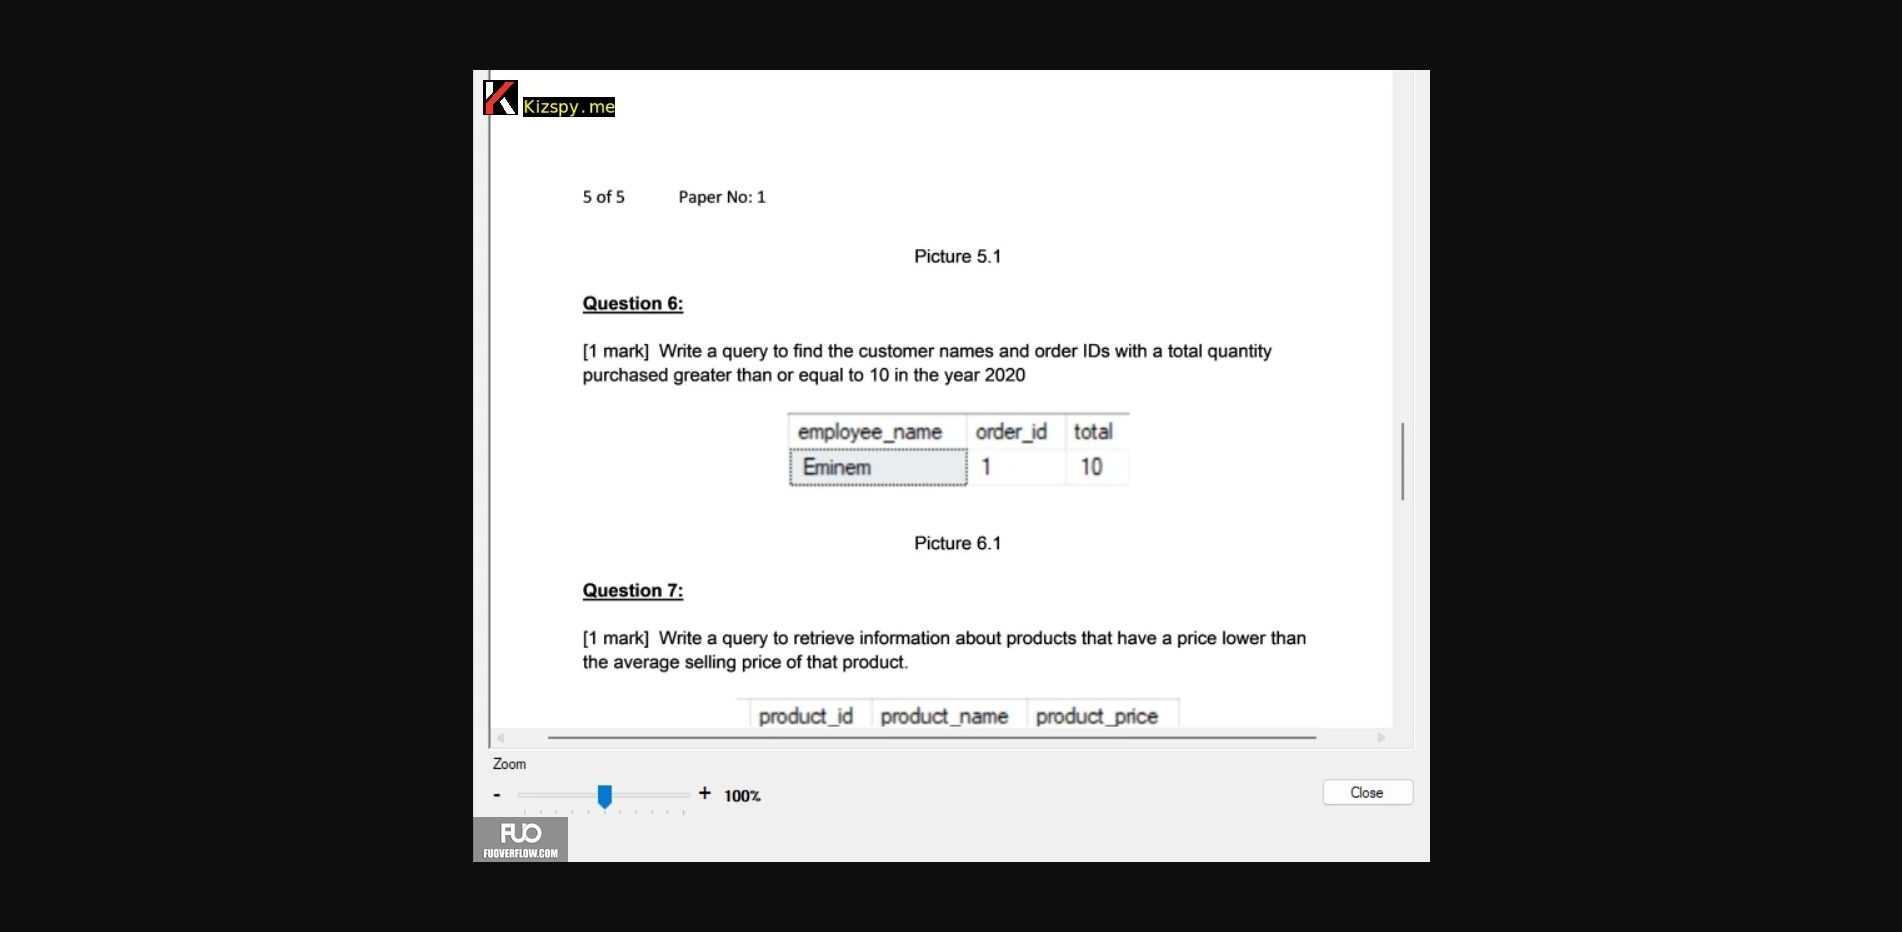 Kizspy.me
5 of 5 Paper No: 1
Picture 5.1
Question 6:
[1 mark] Write a query to find the customer names and order IDs with a total quantity
purchased greater than or equal to 10 in the year 2020
employee_name order_id total
Eminem 1 10
Picture 6.1
Question 7:
[1 mark] Write a query to retrieve information about products that have a price lower than
the average selling price of that product.
product_id product_name product_price
Zoom
- + 100%
Close
FUO
FUOVERFLOW.COM